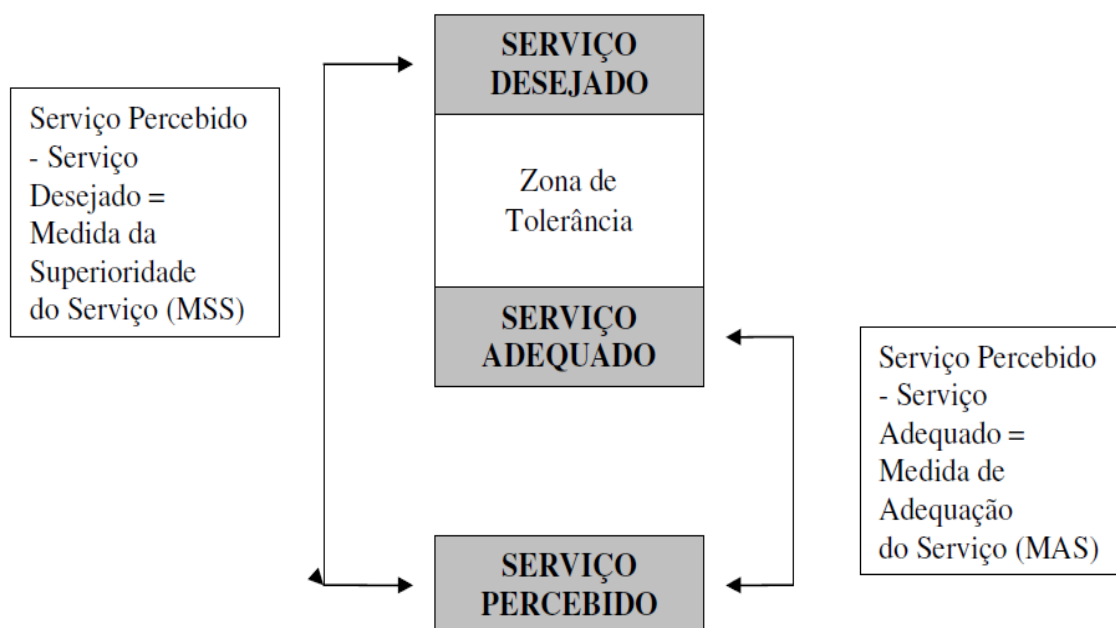 SERVIÇO
DESEJADO
Serviço Percebido
- Serviço
Desejado =
Medida da
Superioridade
do Serviço (MSS)
Zona de
Tolerância
SERVIÇO
ADEQUADO
Serviço Percebido
- Serviço
Adequado =
Medida de
Adequação
do Serviço (MAS)
SERVIÇO
PERCEBIDO